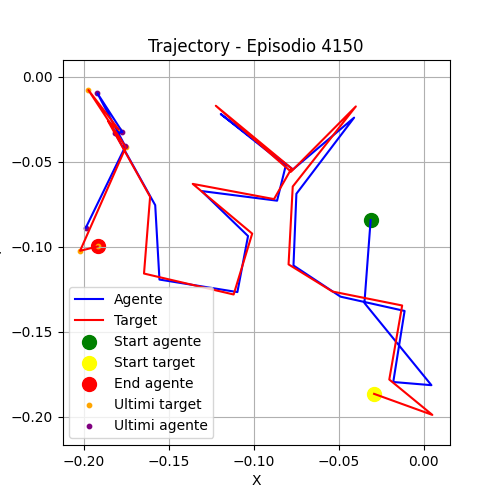 Trajectory - Episodio 4150
0.00
−0.05
−0.10
−0.15
−0.20
Agente
Target
Start agente
Start target
End agente
Ultimi target
Ultimi agente
−0.20
−0.15
−0.10
−0.05
0.00
X